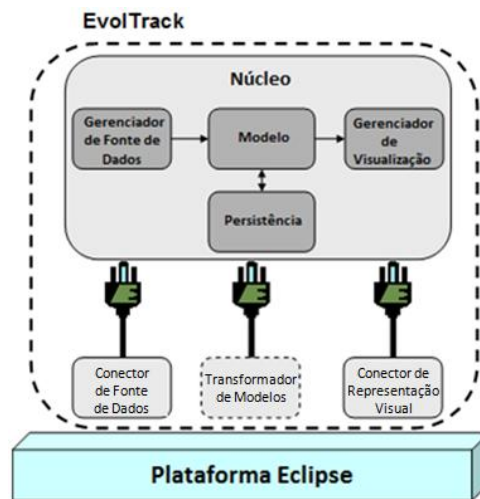 EvolTrack
Núcleo
Gerenciador
de Fonte de
Dados
Modelo
Gerenciador
de
Visualização
Persistência
Conector
de Fonte
de Dados
Transformador
de Modelos
Conector de
Representação
Visual
Plataforma Eclipse